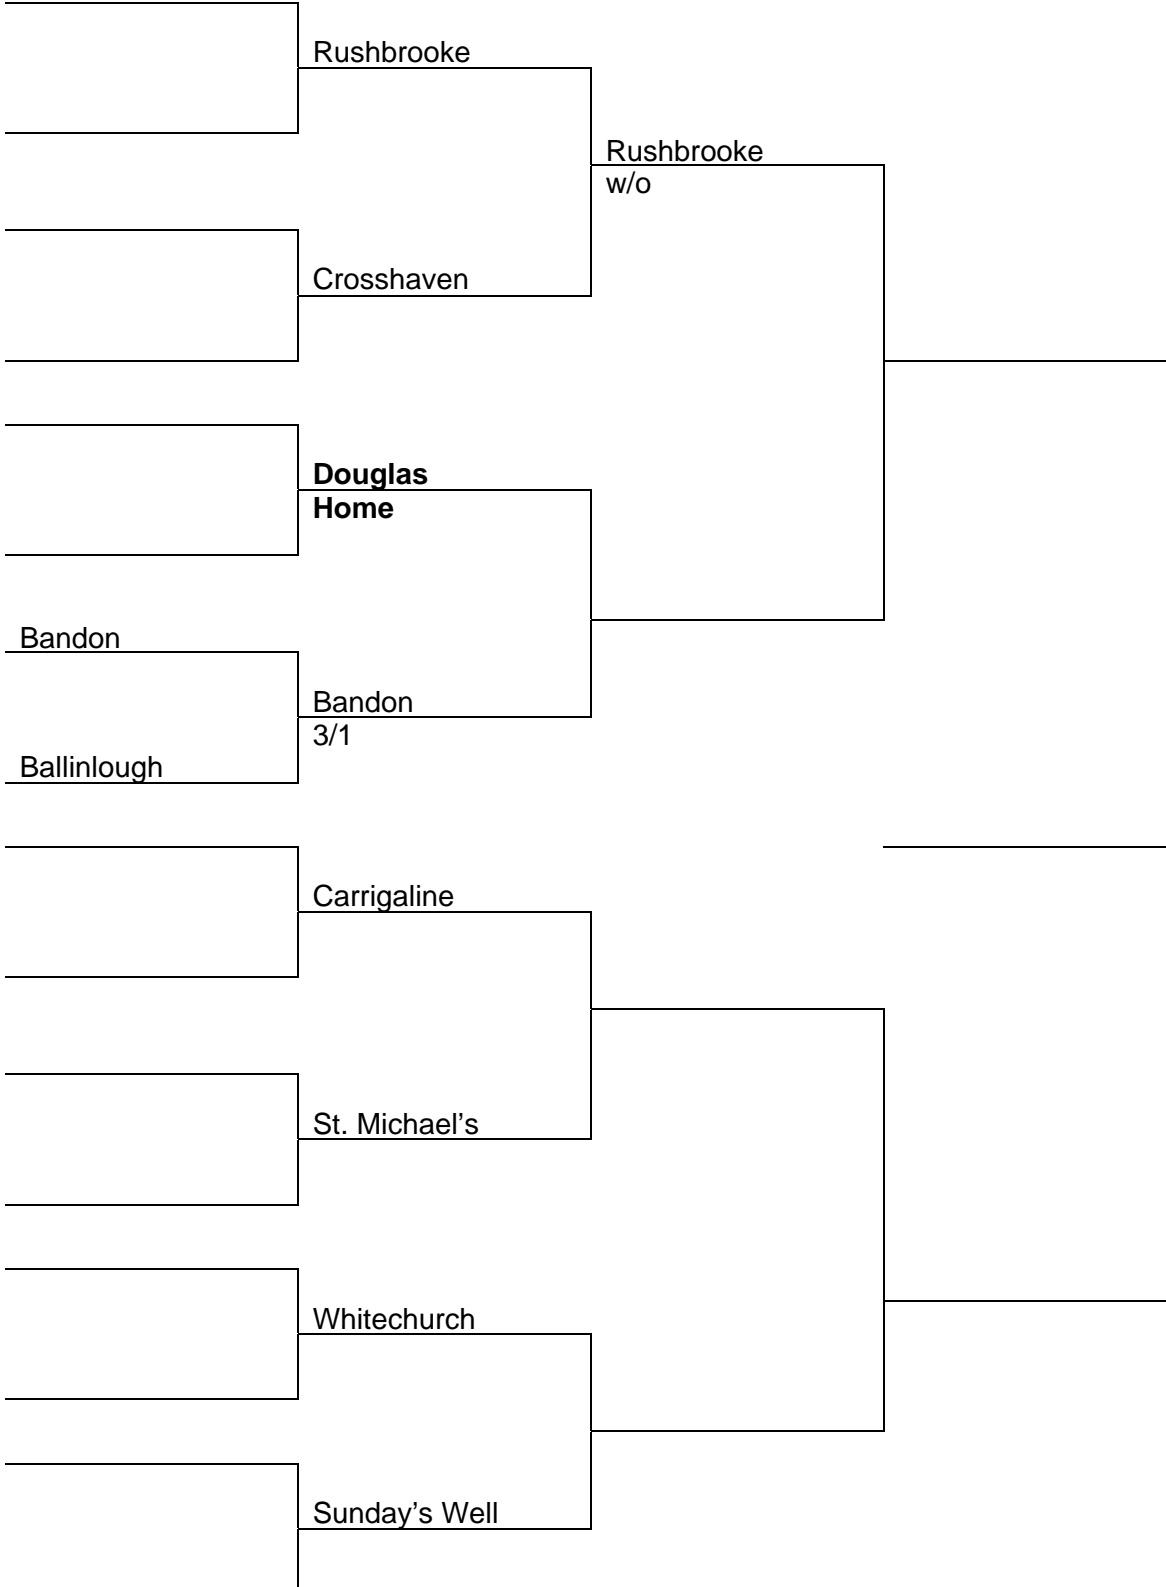 Rushbrooke
Rushbrooke
w/o
Crosshaven
Douglas
Home
Bandon
Bandon
3/1
Ballinlough
Carrigaline
St. Michael’s
Whitechurch
Sunday’s Well